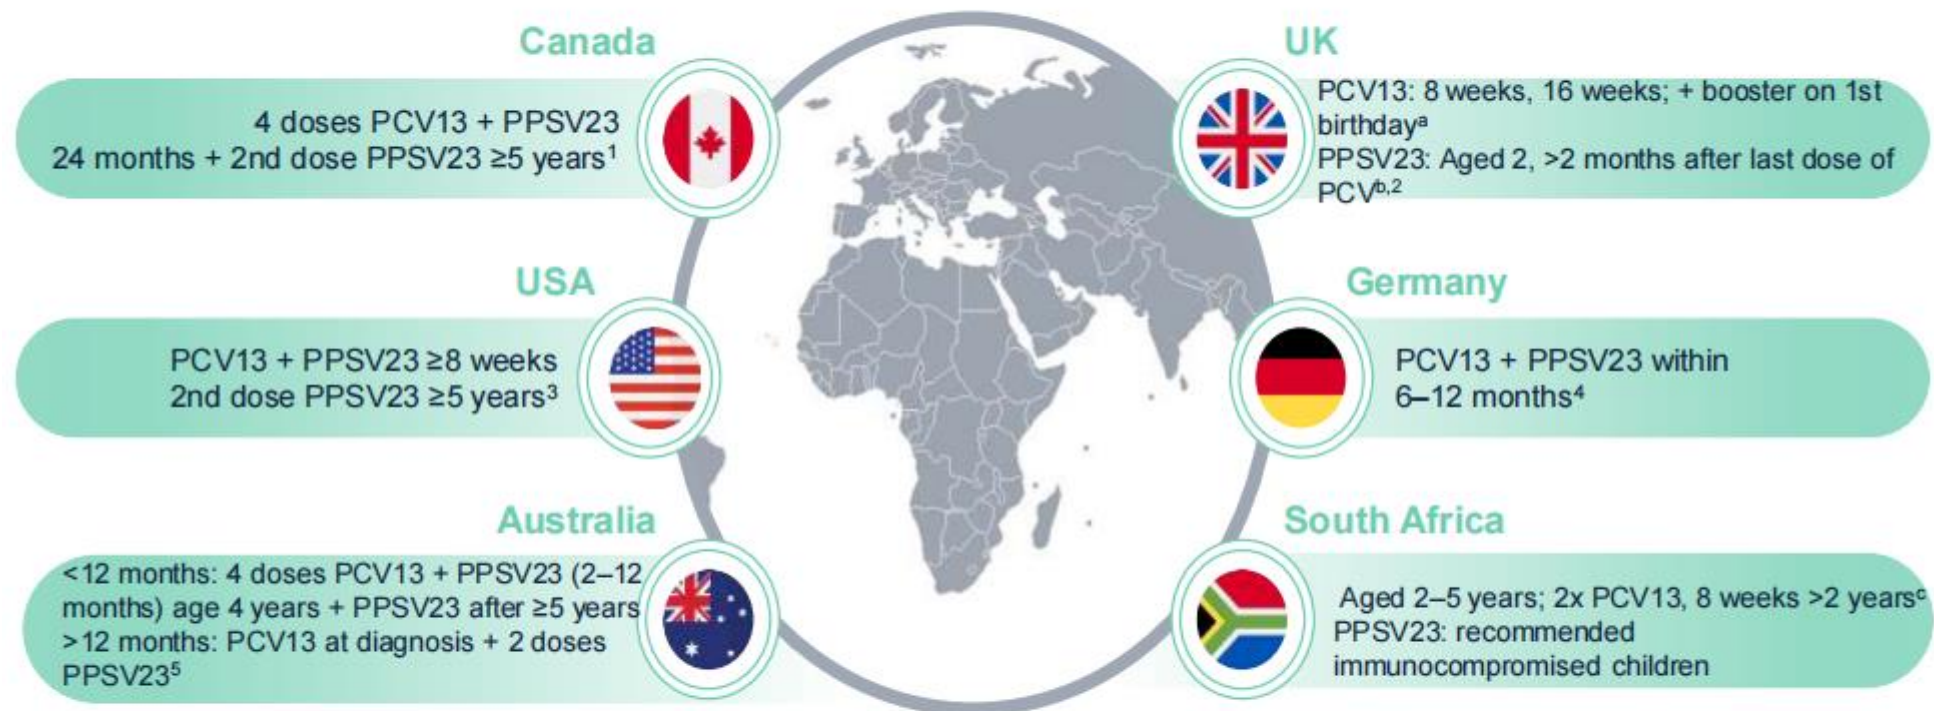 Canada
4 doses PCV13 + PPSV23
24 months + 2nd dose PPSV23 ≥5 years¹
UK
PCV13: 8 weeks, 16 weeks; + booster on 1st
birthdayᵃ
PPSV23: Aged 2, >2 months after last dose of
PCVᵇ,²
USA
PCV13 + PPSV23 ≥8 weeks
2nd dose PPSV23 ≥5 years³
Germany
PCV13 + PPSV23 within
6–12 months⁴
Australia
<12 months: 4 doses PCV13 + PPSV23 (2–12
months) age 4 years + PPSV23 after ≥5 years
>12 months: PCV13 at diagnosis + 2 doses
PPSV23⁵
South Africa
Aged 2–5 years; 2x PCV13, 8 weeks >2 yearsᶜ
PPSV23: recommended
immunocompromised children